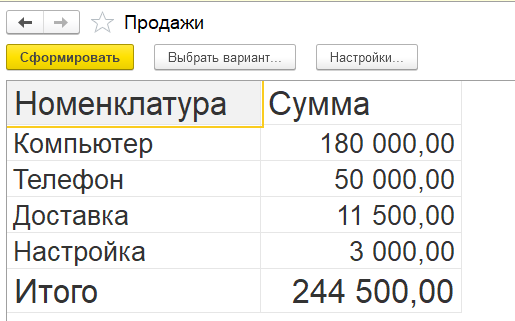 Продажи
Сформировать Выбрать вариант... Настройки...
Номенклатура Сумма
Компьютер 180 000,00
Телефон 50 000,00
Доставка 11 500,00
Настройка 3 000,00
Итого 244 500,00